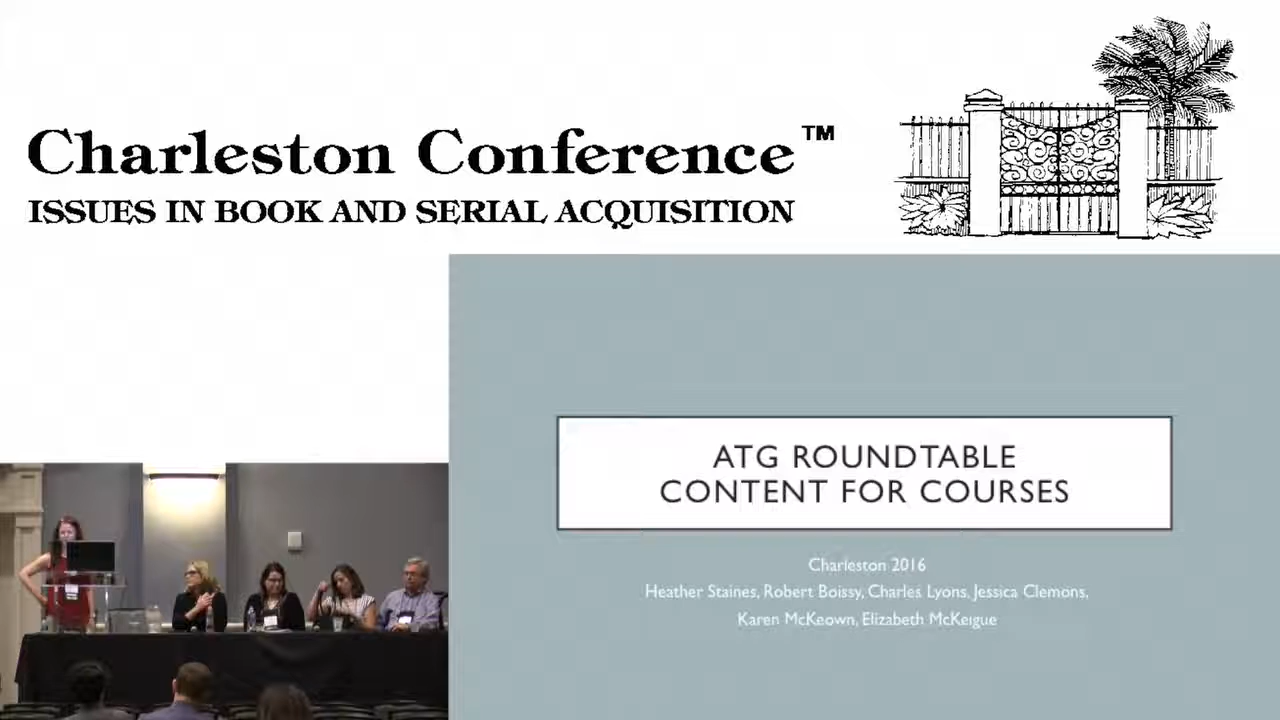 Charleston Conference™
ISSUES IN BOOK AND SERIAL ACQUISITION
ATG ROUNDTABLE
CONTENT FOR COURSES
Charleston 2016
Heather Staines, Robert Boissy, Charles Lyons, Jessica Clemons,
Karen McKeown, Elizabeth McKeigue